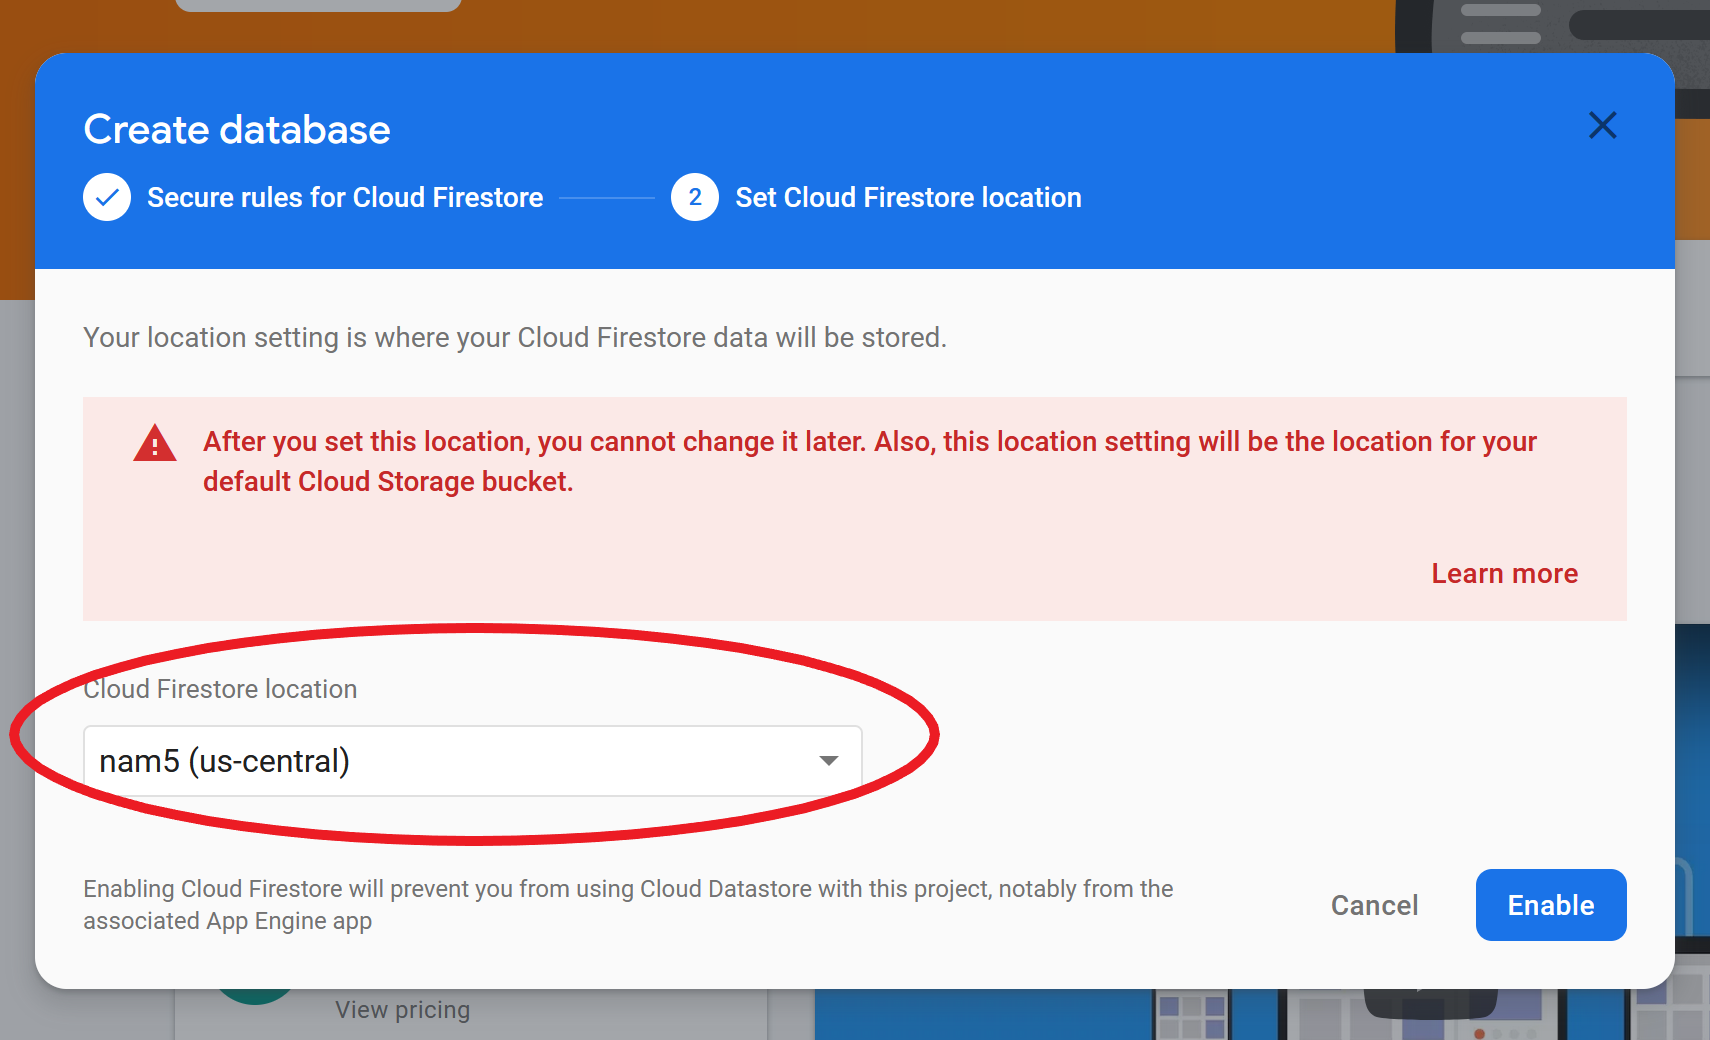 Create database
Secure rules for Cloud Firestore
2 Set Cloud Firestore location
Your location setting is where your Cloud Firestore data will be stored.
After you set this location, you cannot change it later. Also, this location setting will be the location for your
default Cloud Storage bucket.
Learn more
Cloud Firestore location
nam5 (us-central)
Enabling Cloud Firestore will prevent you from using Cloud Datastore with this project, notably from the
associated App Engine app
Cancel
Enable
View pricing